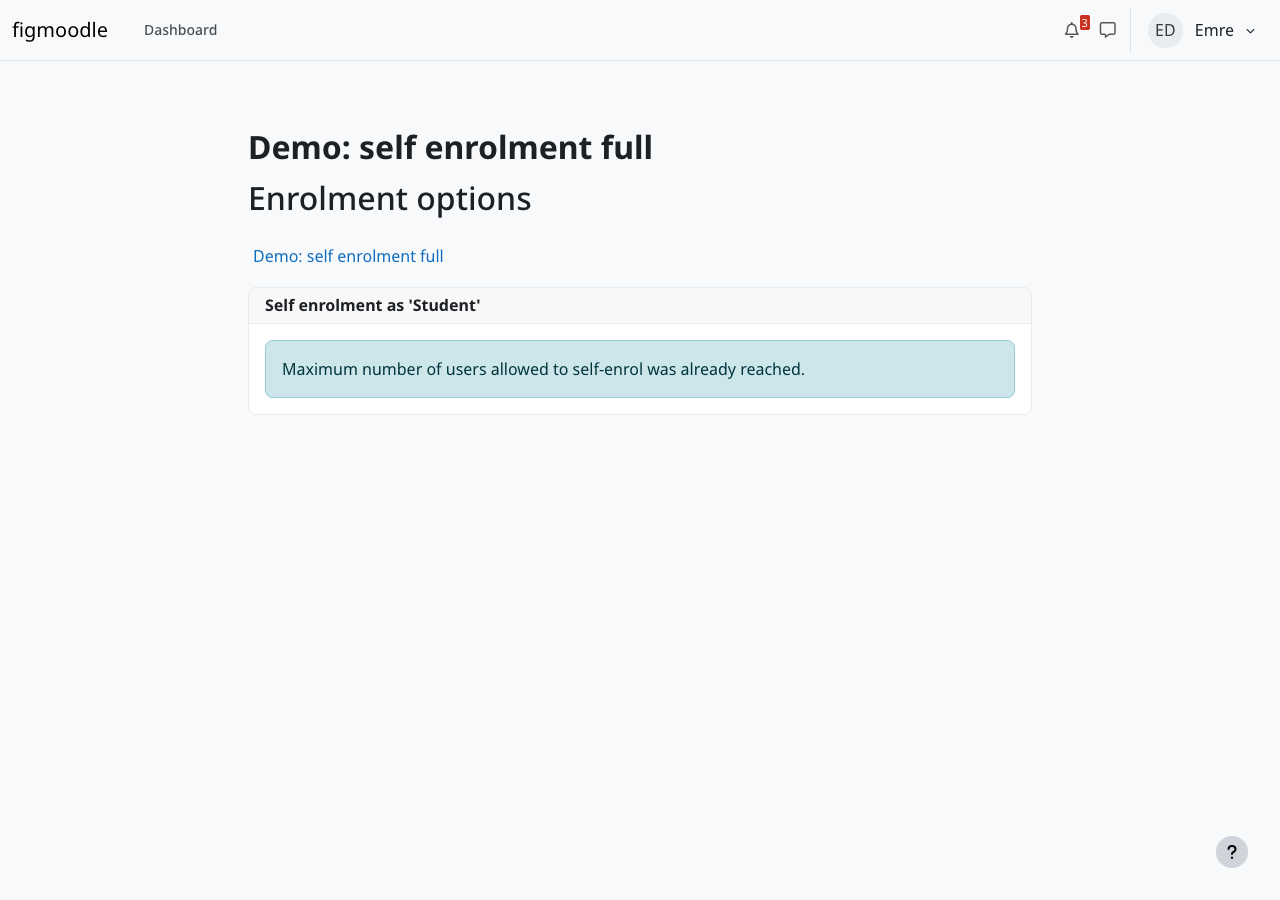 figmoodle
Dashboard
3
ED
Emre
Demo: self enrolment full
Enrolment options
Demo: self enrolment full
Self enrolment as 'Student'
Maximum number of users allowed to self-enrol was already reached.
?